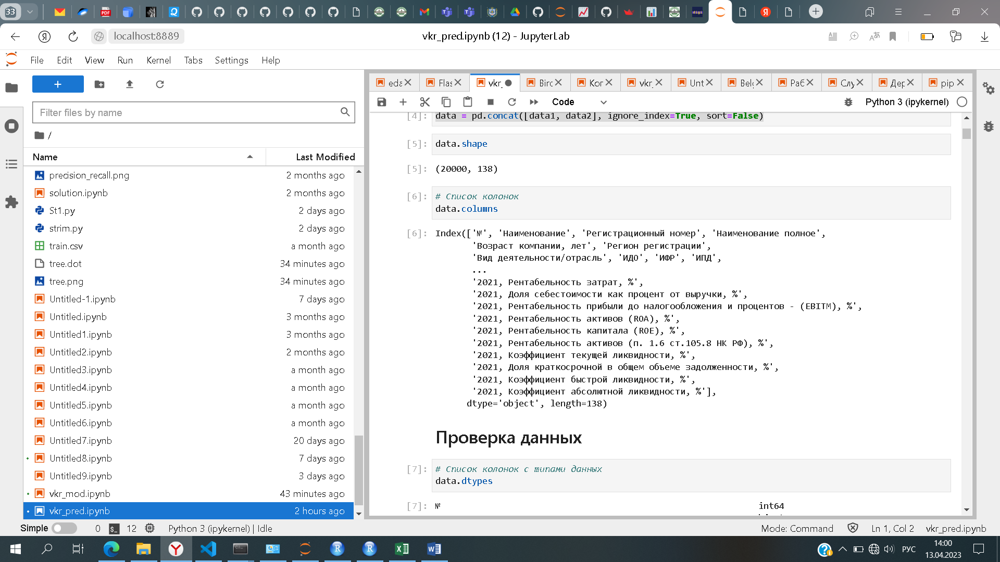 33
localhost:8889
vkr_pred.ipynb (12) - JupyterLab
File Edit View Run Kernel Tabs Settings Help
Filter files by name
/
Name Last Modified
precision_recall.png 2 months ago
solution.ipynb 2 months ago
St1.py 2 days ago
strim.py 2 days ago
train.csv a month ago
tree.dot 34 minutes ago
tree.png 34 minutes ago
Untitled-1.ipynb 7 days ago
Untitled.ipynb 3 months ago
Untitled1.ipynb 3 months ago
Untitled2.ipynb 2 months ago
Untitled3.ipynb a month ago
Untitled4.ipynb a month ago
Untitled5.ipynb a month ago
Untitled6.ipynb a month ago
Untitled7.ipynb 20 days ago
Untitled8.ipynb 7 days ago
Untitled9.ipynb 3 days ago
vkr_mod.ipynb 43 minutes ago
vkr_pred.ipynb 2 hours ago
eda Flas vkr_ Birc Kor vkr_ Unt Belg Раб Слу Дер pip
Code Python 3 (ipykernel)
[4]: data = pd.concat([data1, data2], ignore_index=True, sort=False)
[5]: data.shape
[5]: (20000, 138)
[6]: # Список колонок
data.columns
[6]: Index(['№', 'Наименование', 'Регистрационный номер', 'Наименование полное',
'Возраст компании, лет', 'Регион регистрации',
'Вид деятельности/отрасль', 'ИДО', 'ИФР', 'ИПД',
...
'2021, Рентабельность затрат, %',
'2021, Доля себестоимости как процент от выручки, %',
'2021, Рентабельность прибыли до налогообложения и процентов - (EBITM), %',
'2021, Рентабельность активов (ROA), %',
'2021, Рентабельность капитала (ROE), %',
'2021, Рентабельность активов (п. 1.6 ст.105.8 НК РФ), %',
'2021, Коэффициент текущей ликвидности, %',
'2021, Доля краткосрочной в общем объеме задолженности, %',
'2021, Коэффициент быстрой ликвидности, %',
'2021, Коэффициент абсолютной ликвидности, %'],
dtype='object', length=138)
Проверка данных
[7]: # Список колонок с типами данных
data.dtypes
[7]: № int64
Simple 0 12 Python 3 (ipykernel) | Idle Mode: Command Ln 1, Col 2 vkr_pred.ipynb
РУС
14:00
13.04.2023